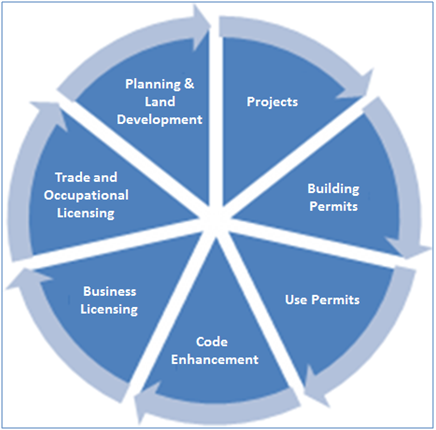 Planning &
Land
Development
Projects
Building
Permits
Use Permits
Code
Enhancement
Business
Licensing
Trade and
Occupational
Licensing